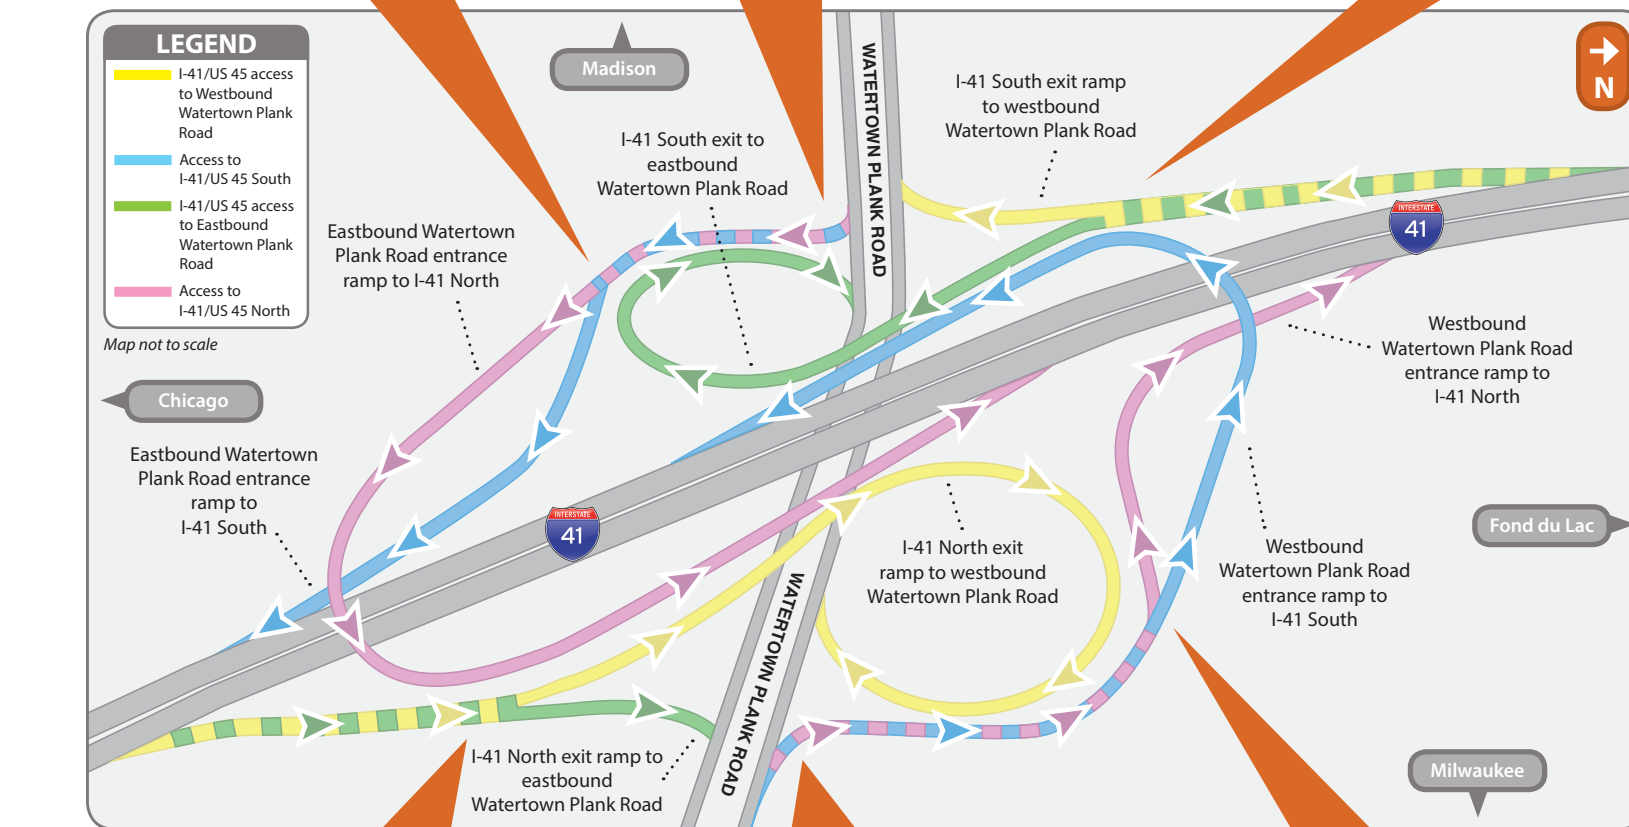 LEGEND
I-41/US 45 access
to Westbound
Watertown Plank
Road
Access to
I-41/US 45 South
I-41/US 45 access
to Eastbound
Watertown Plank
Road
Access to
I-41/US 45 North
Map not to scale
Madison
WATERTOWN PLANK ROAD
I-41 South exit ramp
to westbound
Watertown Plank Road
N
I-41 South exit to
eastbound
Watertown Plank Road
Eastbound Watertown
Plank Road entrance
ramp to I-41 North
INTERSTATE
41
Westbound
Watertown Plank Road
entrance ramp to
I-41 North
Chicago
Eastbound Watertown
Plank Road entrance
ramp to
I-41 South
INTERSTATE
41
I-41 North exit
ramp to westbound
Watertown Plank Road
Westbound
Watertown Plank Road
entrance ramp to
I-41 South
Fond du Lac
WATERTOWN PLANK ROAD
I-41 North exit ramp to
eastbound
Watertown Plank Road
Milwaukee